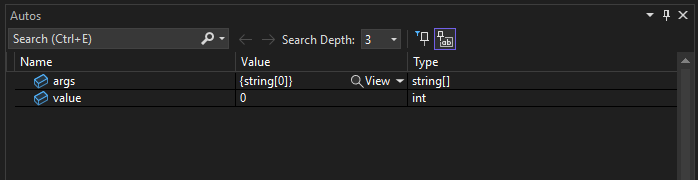 Autos
Search (Ctrl+E) Search Depth: 3
Name Value Type
args {string[0]} View string[]
value 0 int